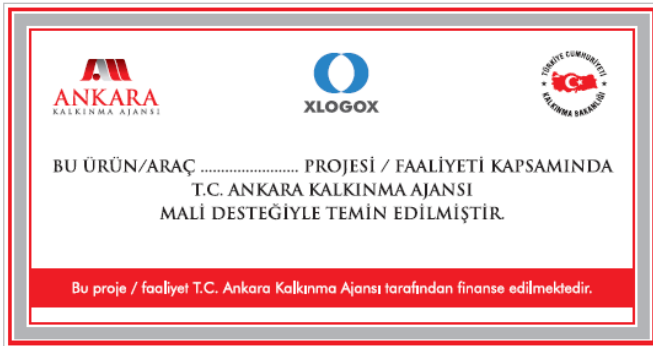 ANKARA
KALKINMA AJANSI
XLOGOX
TÜRKİYE CUMHURİYETİ
KALKINMA BAKANLIĞI
BU ÜRÜN/ARAÇ ........................ PROJESİ / FAALİYETİ KAPSAMINDA
T.C. ANKARA KALKINMA AJANSI
MALİ DESTEĞİYLE TEMİN EDİLMİŞTİR.
Bu proje / faaliyet T.C. Ankara Kalkınma Ajansı tarafından finanse edilmektedir.